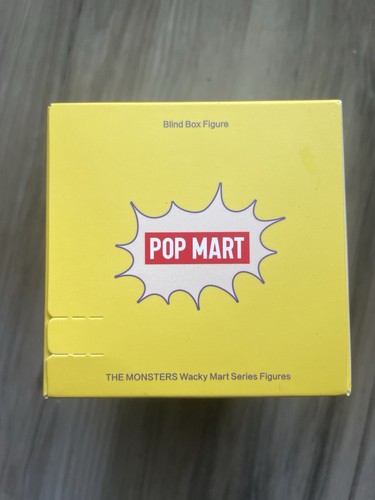 Blind Box Figure
POP MART
THE MONSTERS Wacky Mart Series Figures